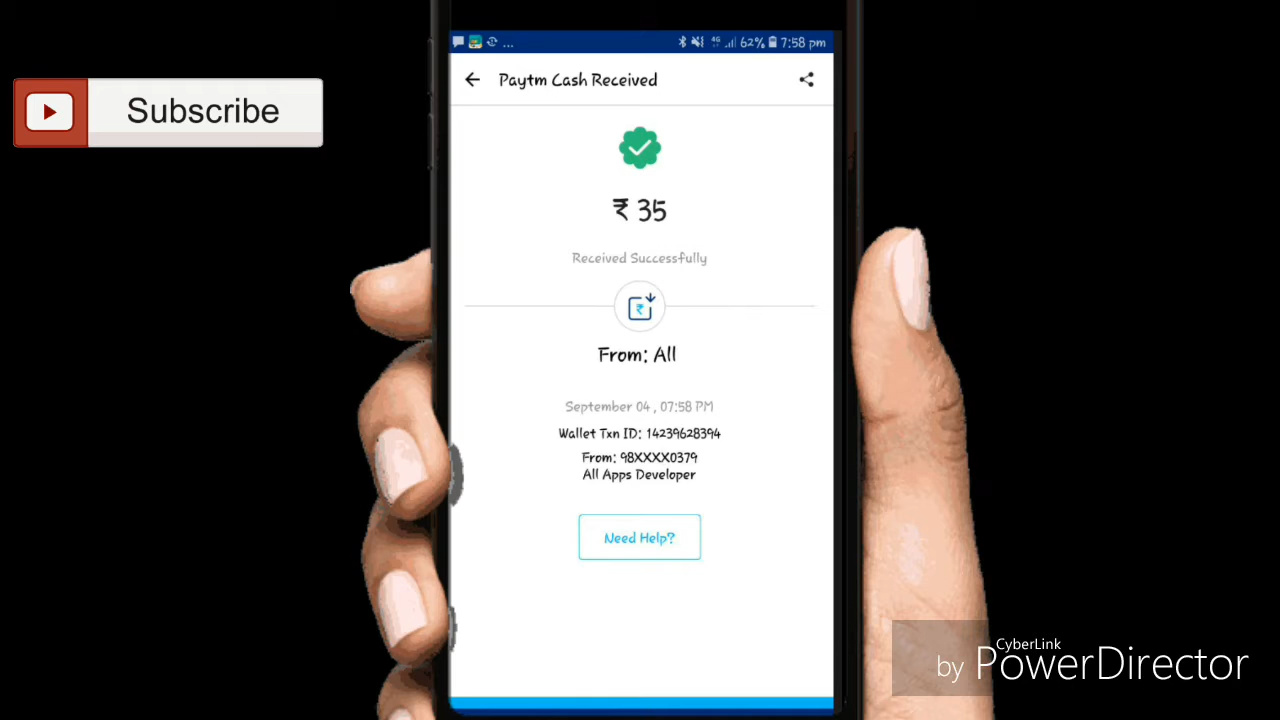 ... 4G 62% 7:58 pm
Paytm Cash Received
Subscribe
₹ 35
Received Successfully
₹
From: All
September 04 , 07:58 PM
Wallet Txn ID: 14239628394
From: 98XXXX0379
All Apps Developer
Need Help?
CyberLink
by PowerDirector